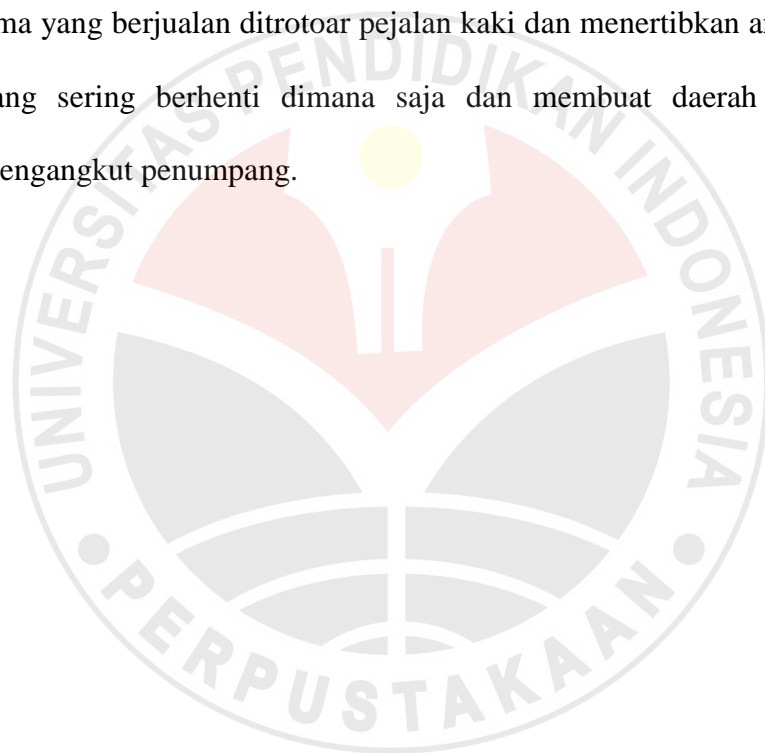 ma yang berjualan ditrotoar pejalan kaki dan menertibkan
ang sering berhenti dimana saja dan membuat daerah
engangkut penumpang.
UNIVERSITAS PENDIDIKAN INDONESIA
PERPUSTAKAAN